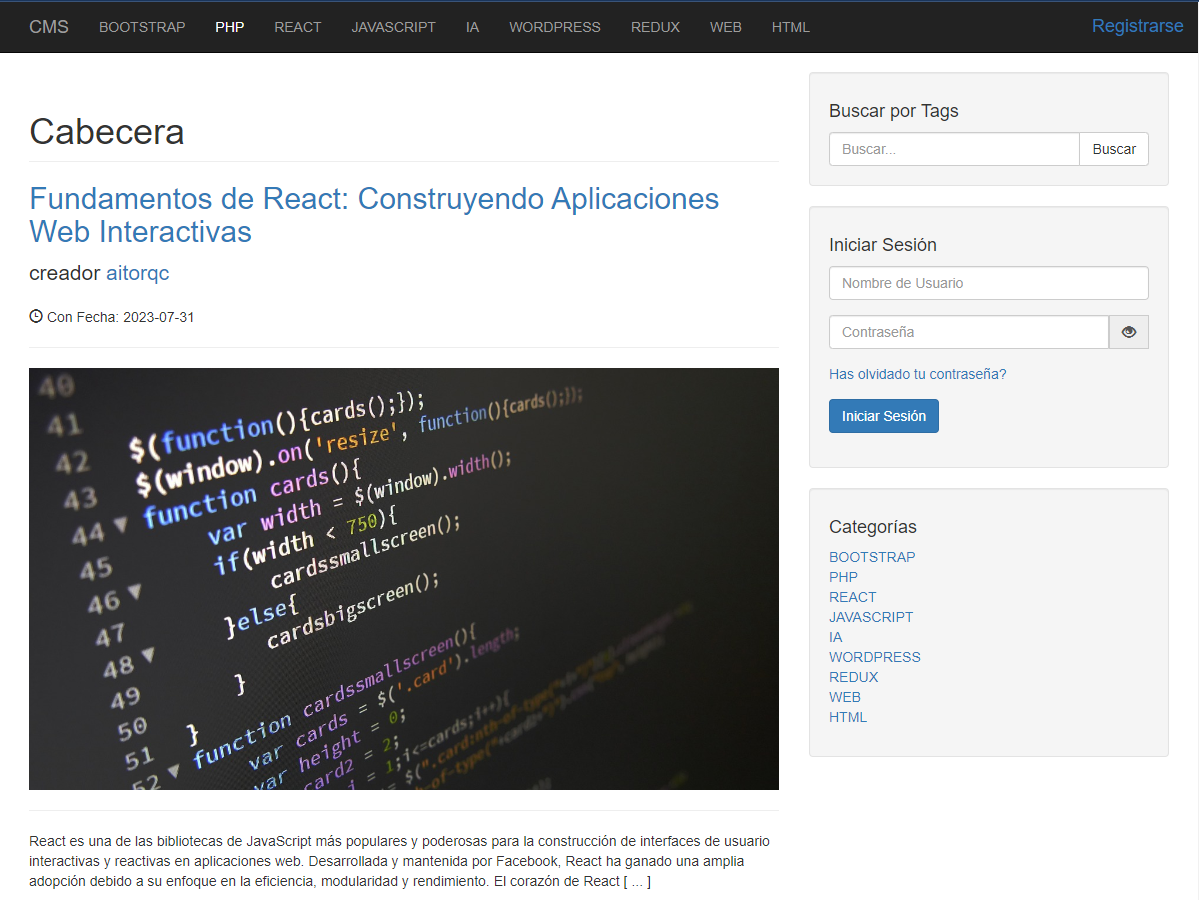 CMS BOOTSTRAP PHP REACT JAVASCRIPT IA WORDPRESS REDUX WEB HTML Registrarse
Cabecera
Fundamentos de React: Construyendo Aplicaciones
Web Interactivas
creador aitorqc
Con Fecha: 2023-07-31
40
41
42 $(function(){cards();});
43 $(window).on('resize', function(){cards();});
44 function cards(){
45 var width = $(window).width();
46 if(width < 750){
47 cardssmallscreen();
48 }else{
49 cardsbigscreen();
50 }
51 }
52 function cardssmallscreen(){
var cards = $('.card').length;
var height = 0;
card2 = 2;
= 1;i<=cards;i++){
React es una de las bibliotecas de JavaScript más populares y poderosas para la construcción de interfaces de usuario
interactivas y reactivas en aplicaciones web. Desarrollada y mantenida por Facebook, React ha ganado una amplia
adopción debido a su enfoque en la eficiencia, modularidad y rendimiento. El corazón de React [ ... ]
Buscar por Tags
Buscar... Buscar
Iniciar Sesión
Nombre de Usuario
Contraseña
Has olvidado tu contraseña?
Iniciar Sesión
Categorías
BOOTSTRAP
PHP
REACT
JAVASCRIPT
IA
WORDPRESS
REDUX
WEB
HTML